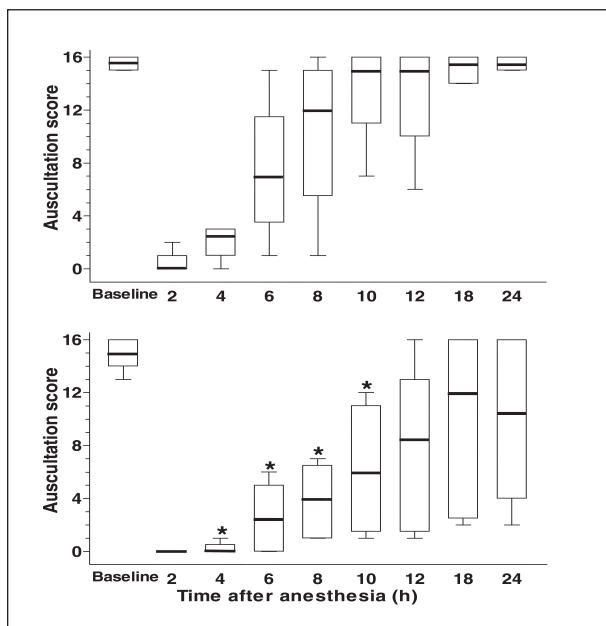 Auscultation score
16
12
8
4
0
Baseline 2 4 6 8 10 12 18 24
Auscultation score
16
12
8
4
0
* * * *
Baseline 2 4 6 8 10 12 18 24
Time after anesthesia (h)